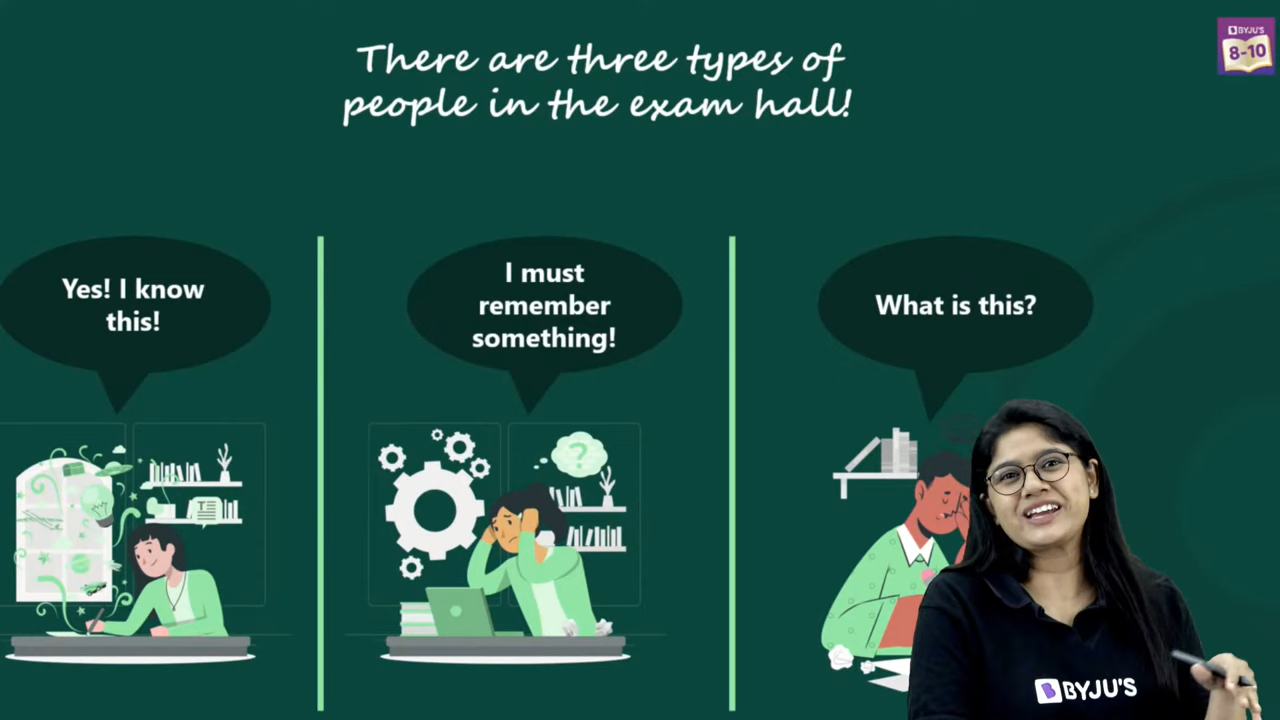 There are three types of
people in the exam hall!
BYJU'S
8-10
Yes! I know
this!
I must
remember
something!
What is this?
?
T
BYJU'S